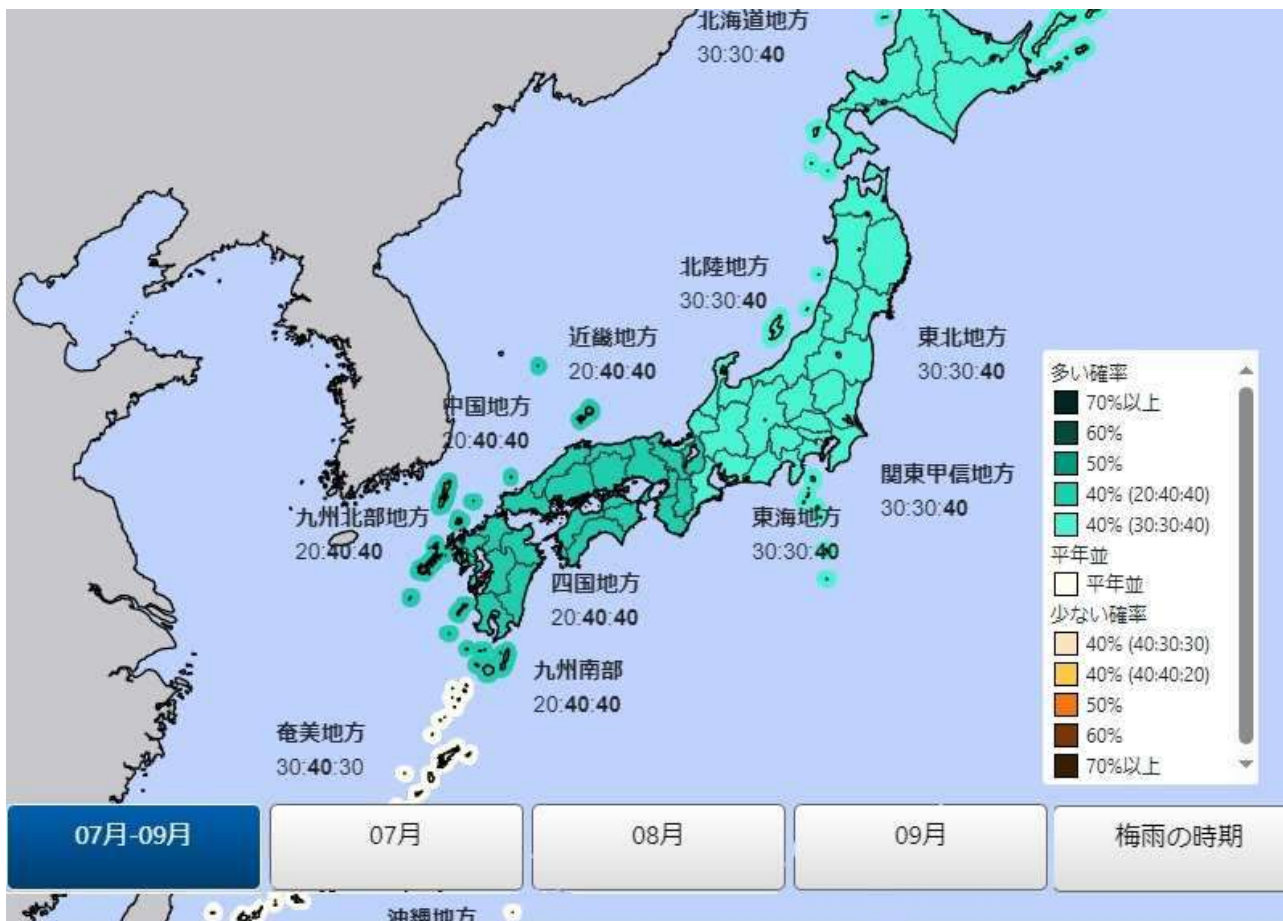 北海道地方
30:30:40
北陸地方
30:30:40
近畿地方
20:40:40
東北地方
30:30:40
中国地方
20:40:40
関東甲信地方
30:30:40
九州北部地方
20:40:40
東海地方
30:30:40
四国地方
20:40:40
九州南部
20:40:40
奄美地方
30:40:30
多い確率
70%以上
60%
50%
40% (20:40:40)
40% (30:30:40)
平年並
平年並
少ない確率
40% (40:30:30)
40% (40:40:20)
50%
60%
70%以上
07月-09月
07月
08月
09月
梅雨の時期
沖縄地方